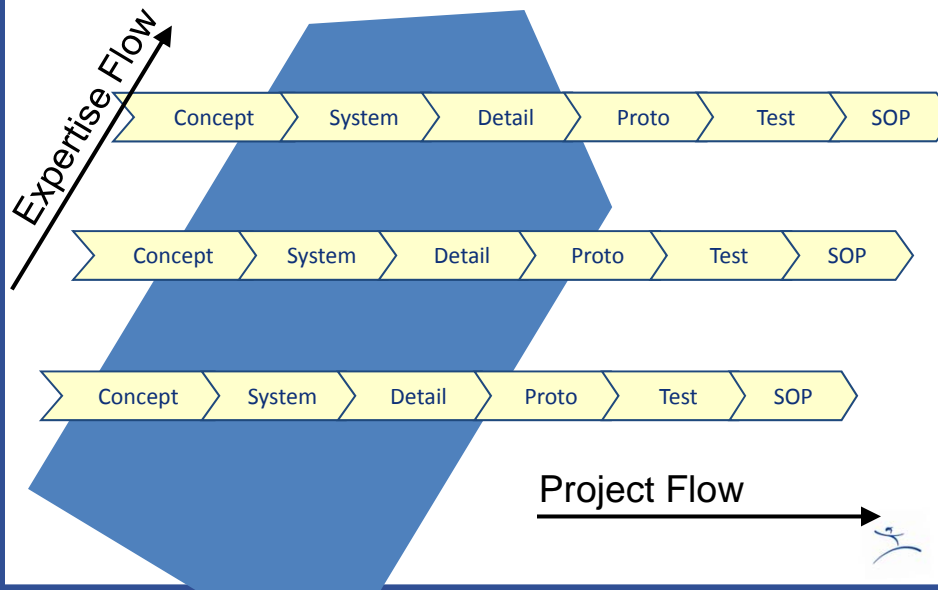 Expertise Flow
Concept System Detail Proto Test SOP
Concept System Detail Proto Test SOP
Concept System Detail Proto Test SOP
Project Flow